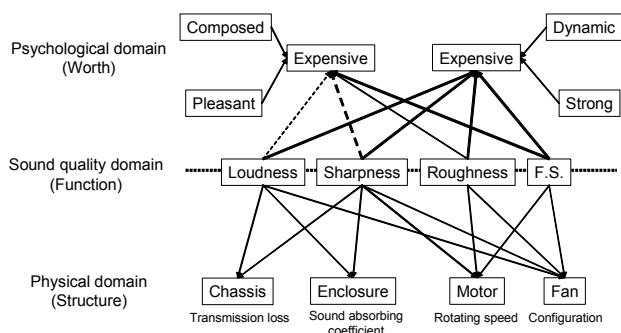 Composed
Dynamic
Psychological domain
(Worth)
Expensive
Expensive
Pleasant
Strong
Sound quality domain
(Function)
Loudness
Sharpness
Roughness
F.S.
Physical domain
(Structure)
Chassis
Enclosure
Motor
Fan
Transmission loss
Sound absorbing
coefficient
Rotating speed
Configuration